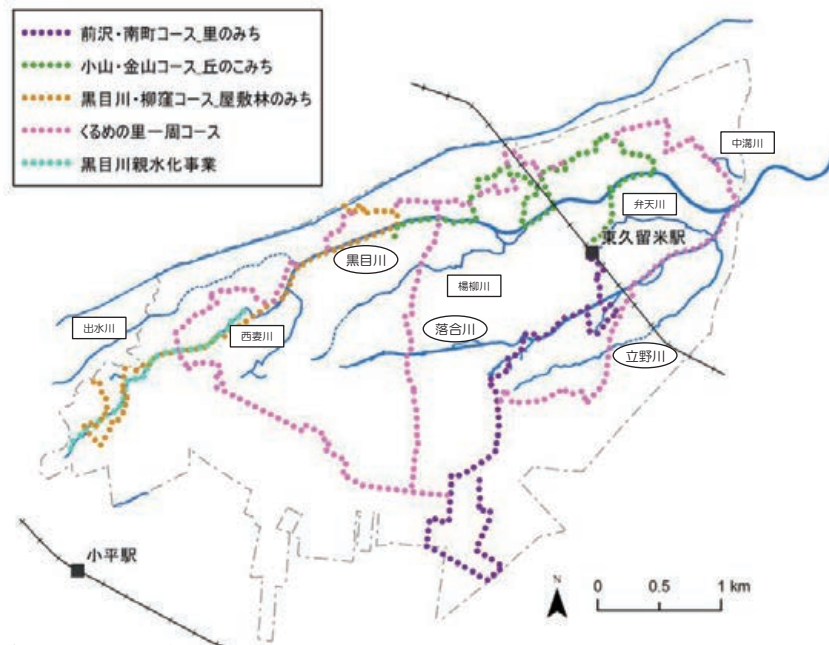 前沢・南町コース_里のみち
小山・金山コース_丘のこみち
黒目川・柳窪コース_屋敷林のみち
くるめの里一周コース
黒目川親水化事業
中溝川
弁天川
東久留米駅
黒目川
楊柳川
出水川
西妻川
落合川
立野川
小平駅
N
0 0.5 1 km